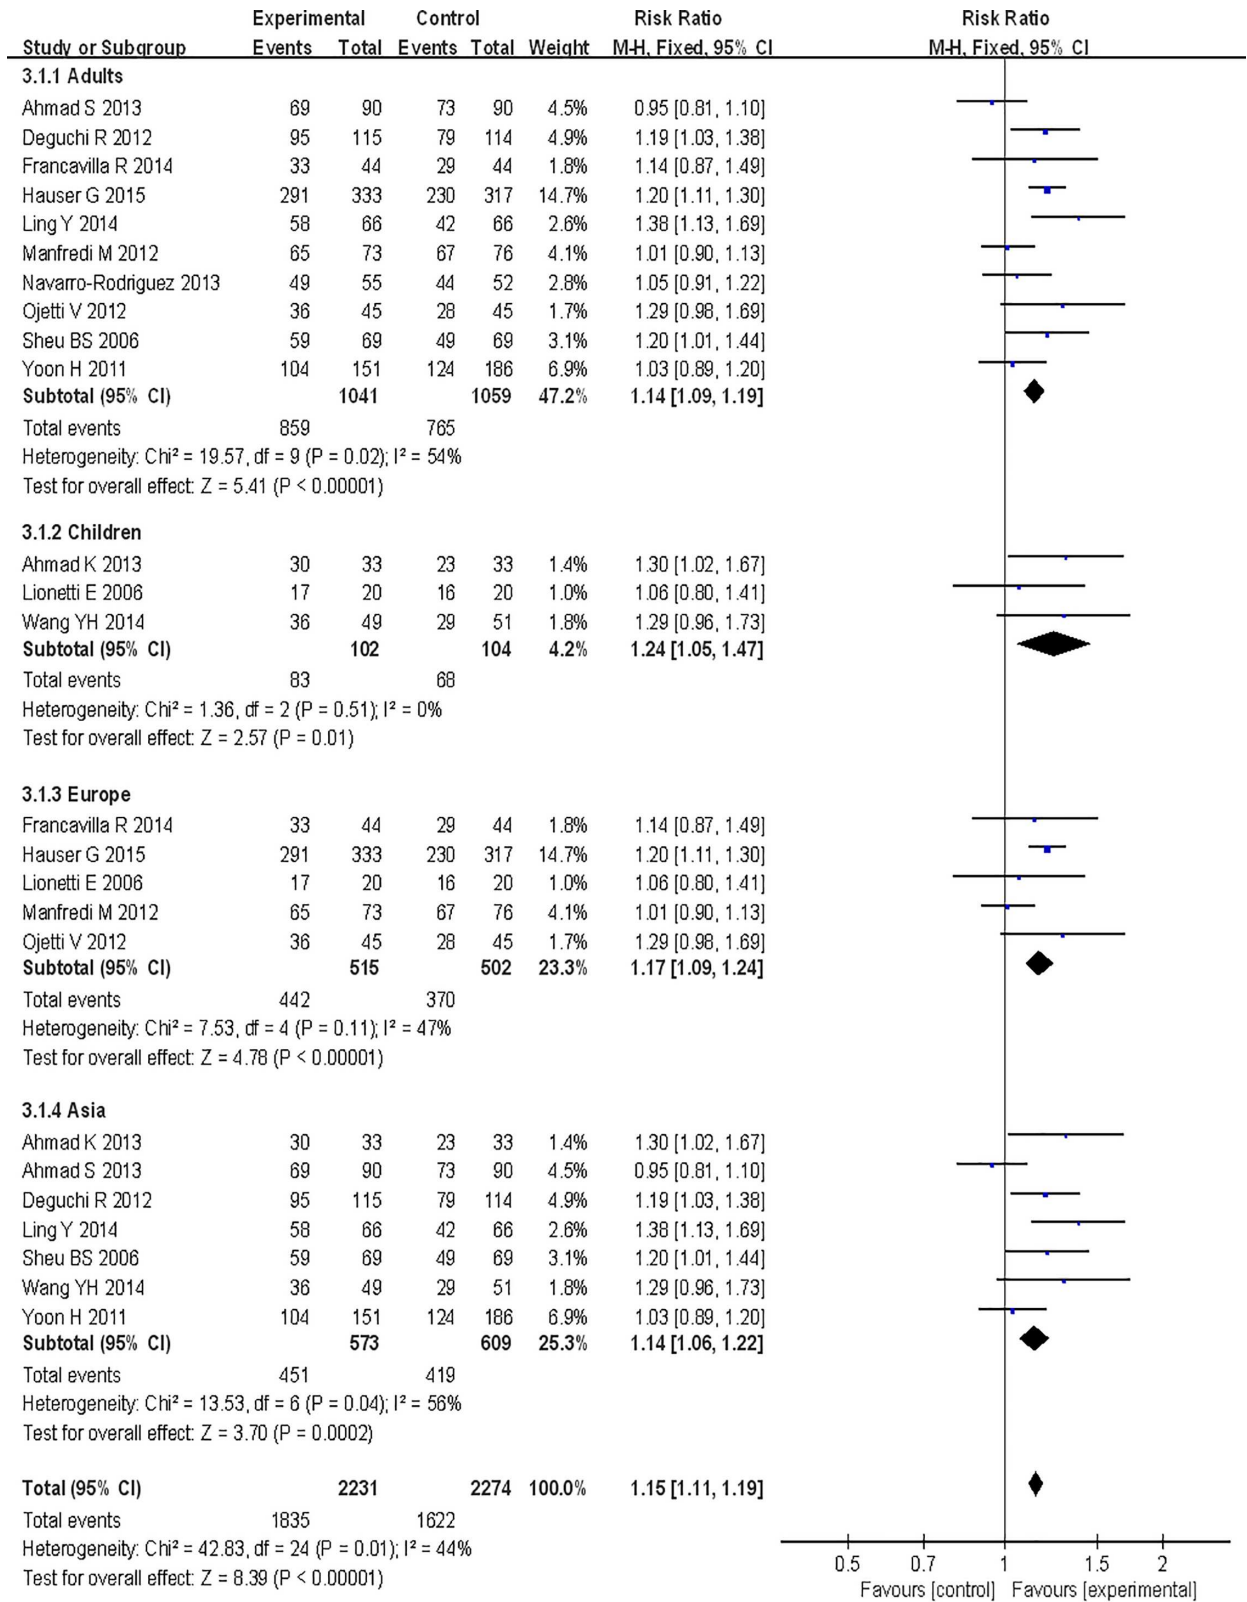 Experimental Control Risk Ratio Risk Ratio
Study or Subgroup Events Total Events Total Weight M-H, Fixed, 95% CI M-H, Fixed, 95% CI
3.1.1 Adults
Ahmad S 2013 69 90 73 90 4.5% 0.95 [0.81, 1.10]
Deguchi R 2012 95 115 79 114 4.9% 1.19 [1.03, 1.38]
Francavilla R 2014 33 44 29 44 1.8% 1.14 [0.87, 1.49]
Hauser G 2015 291 333 230 317 14.7% 1.20 [1.11, 1.30]
Ling Y 2014 58 66 42 66 2.6% 1.38 [1.13, 1.69]
Manfredi M 2012 65 73 67 76 4.1% 1.01 [0.90, 1.13]
Navarro-Rodriguez 2013 49 55 44 52 2.8% 1.05 [0.91, 1.22]
Ojetti V 2012 36 45 28 45 1.7% 1.29 [0.98, 1.69]
Sheu BS 2006 59 69 49 69 3.1% 1.20 [1.01, 1.44]
Yoon H 2011 104 151 124 186 6.9% 1.03 [0.89, 1.20]
Subtotal (95% CI) 1041 1059 47.2% 1.14 [1.09, 1.19]
Total events 859 765
Heterogeneity: Chi² = 19.57, df = 9 (P = 0.02); I² = 54%
Test for overall effect: Z = 5.41 (P < 0.00001)
3.1.2 Children
Ahmad K 2013 30 33 23 33 1.4% 1.30 [1.02, 1.67]
Lionetti E 2006 17 20 16 20 1.0% 1.06 [0.80, 1.41]
Wang YH 2014 36 49 29 51 1.8% 1.29 [0.96, 1.73]
Subtotal (95% CI) 102 104 4.2% 1.24 [1.05, 1.47]
Total events 83 68
Heterogeneity: Chi² = 1.36, df = 2 (P = 0.51); I² = 0%
Test for overall effect: Z = 2.57 (P = 0.01)
3.1.3 Europe
Francavilla R 2014 33 44 29 44 1.8% 1.14 [0.87, 1.49]
Hauser G 2015 291 333 230 317 14.7% 1.20 [1.11, 1.30]
Lionetti E 2006 17 20 16 20 1.0% 1.06 [0.80, 1.41]
Manfredi M 2012 65 73 67 76 4.1% 1.01 [0.90, 1.13]
Ojetti V 2012 36 45 28 45 1.7% 1.29 [0.98, 1.69]
Subtotal (95% CI) 515 502 23.3% 1.17 [1.09, 1.24]
Total events 442 370
Heterogeneity: Chi² = 7.53, df = 4 (P = 0.11); I² = 47%
Test for overall effect: Z = 4.78 (P < 0.00001)
3.1.4 Asia
Ahmad K 2013 30 33 23 33 1.4% 1.30 [1.02, 1.67]
Ahmad S 2013 69 90 73 90 4.5% 0.95 [0.81, 1.10]
Deguchi R 2012 95 115 79 114 4.9% 1.19 [1.03, 1.38]
Ling Y 2014 58 66 42 66 2.6% 1.38 [1.13, 1.69]
Sheu BS 2006 59 69 49 69 3.1% 1.20 [1.01, 1.44]
Wang YH 2014 36 49 29 51 1.8% 1.29 [0.96, 1.73]
Yoon H 2011 104 151 124 186 6.9% 1.03 [0.89, 1.20]
Subtotal (95% CI) 573 609 25.3% 1.14 [1.06, 1.22]
Total events 451 419
Heterogeneity: Chi² = 13.53, df = 6 (P = 0.04); I² = 56%
Test for overall effect: Z = 3.70 (P = 0.0002)
Total (95% CI) 2231 2274 100.0% 1.15 [1.11, 1.19]
Total events 1835 1622
Heterogeneity: Chi² = 42.83, df = 24 (P = 0.01); I² = 44%
Test for overall effect: Z = 8.39 (P < 0.00001)
0.5 0.7 1 1.5 2
Favours [control] Favours [experimental]